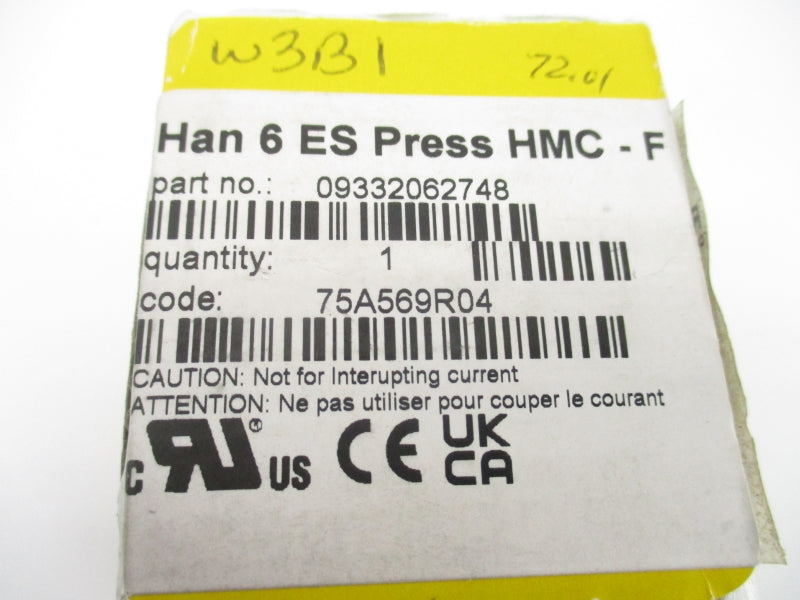 W3B1 72.01
Han 6 ES Press HMC - F
part no.: 09332062748
quantity: 1
code: 75A569R04
CAUTION: Not for Interupting current
ATTENTION: Ne pas utiliser pour couper le courant
C RU ® US CE UK CA